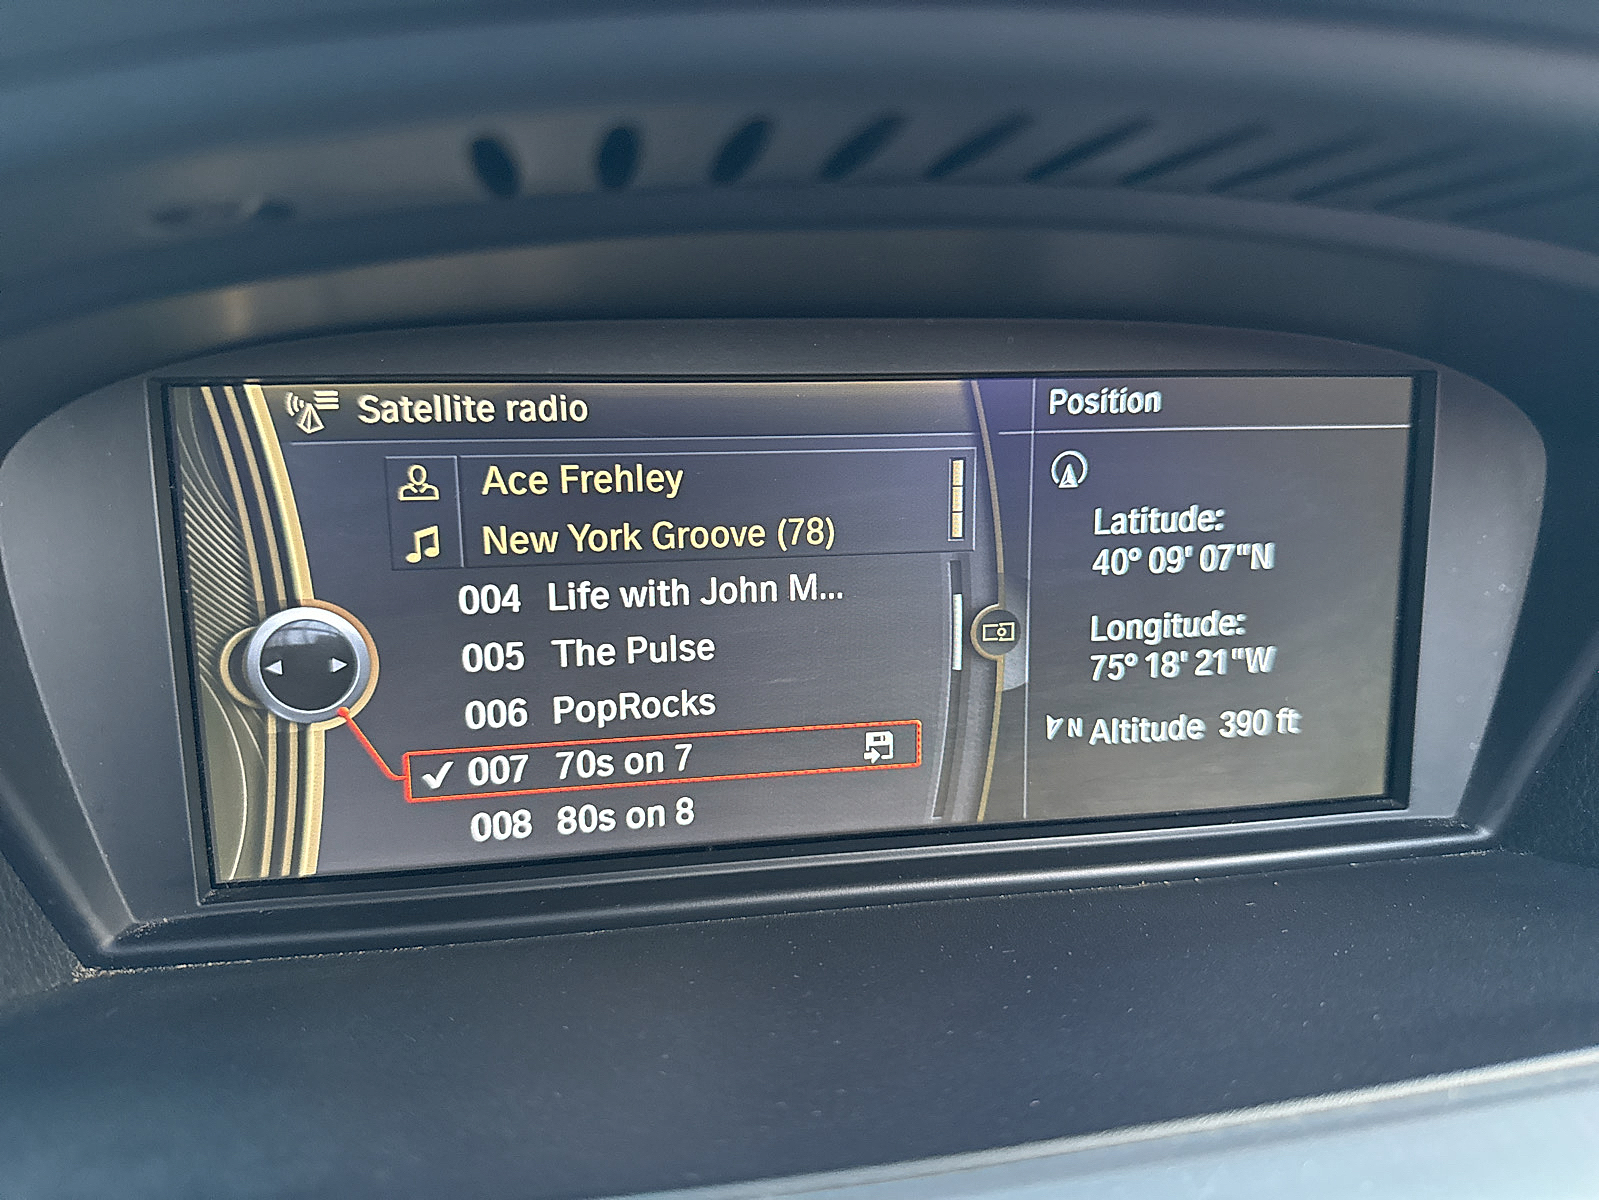 Satellite radio
Ace Frehley
New York Groove (78)
004 Life with John M...
005 The Pulse
006 PopRocks
007 70s on 7
008 80s on 8
Position
Latitude:
40° 09' 07"N
Longitude:
75° 18' 21"W
N Altitude 390 ft